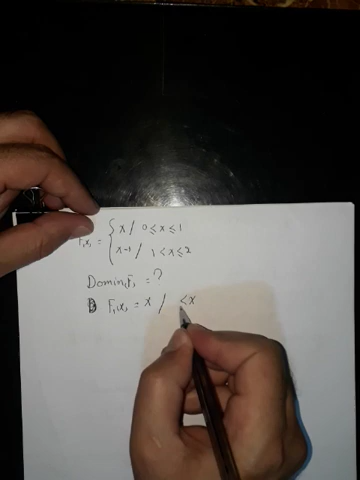 F(x) = { x / 0 ≤ x ≤ 1
x-1 / 1 < x ≤ 2
Domin(F) = ?
F(x) = x / < x